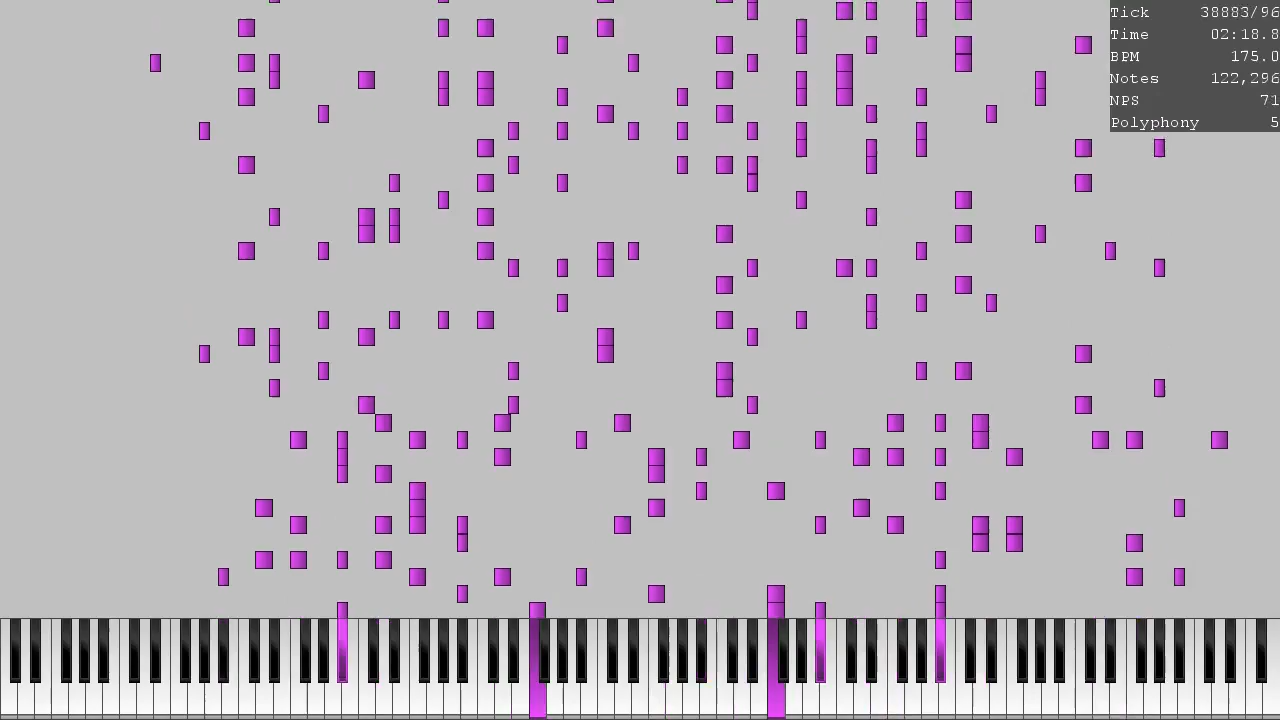 Tick 38883/96
Time 02:18.8
BPM 175.0
Notes 122,296
NPS 71
Polyphony 5